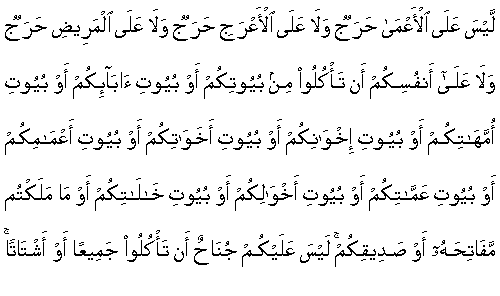 لَّيْسَ عَلَى ٱلْأَعْمَىٰ حَرَجٌ وَلَا عَلَى ٱلْأَعْرَجِ حَرَجٌ وَلَا عَلَى ٱلْمَرِيضِ حَرَجٌ
وَلَا عَلَىٰٓ أَنفُسِكُمْ أَن تَأْكُلُوا۟ مِنۢ بُيُوتِكُمْ أَوْ بُيُوتِ ءَابَآئِكُمْ أَوْ بُيُوتِ
أُمَّهَـٰتِكُمْ أَوْ بُيُوتِ إِخْوَٰنِكُمْ أَوْ بُيُوتِ أَخَوَٰتِكُمْ أَوْ بُيُوتِ أَعْمَـٰمِكُمْ
أَوْ بُيُوتِ عَمَّـٰتِكُمْ أَوْ بُيُوتِ أَخْوَٰلِكُمْ أَوْ بُيُوتِ خَـٰلَـٰتِكُمْ أَوْ مَا مَلَكْتُم
مَّفَاتِحَهُۥٓ أَوْ صَدِيقِكُمْ ۚ لَيْسَ عَلَيْكُمْ جُنَاحٌ أَن تَأْكُلُوا۟ جَمِيعًا أَوْ أَشْتَاتًا ۚ